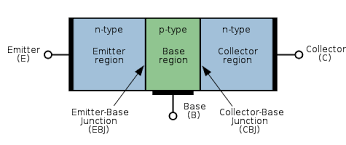 n-type
p-type
n-type
Emitter
(E)
Emitter
region
Base
region
Collector
region
Collector
(C)
Emitter-Base
Junction
(EBJ)
Base
(B)
Collector-Base
Junction
(CBJ)